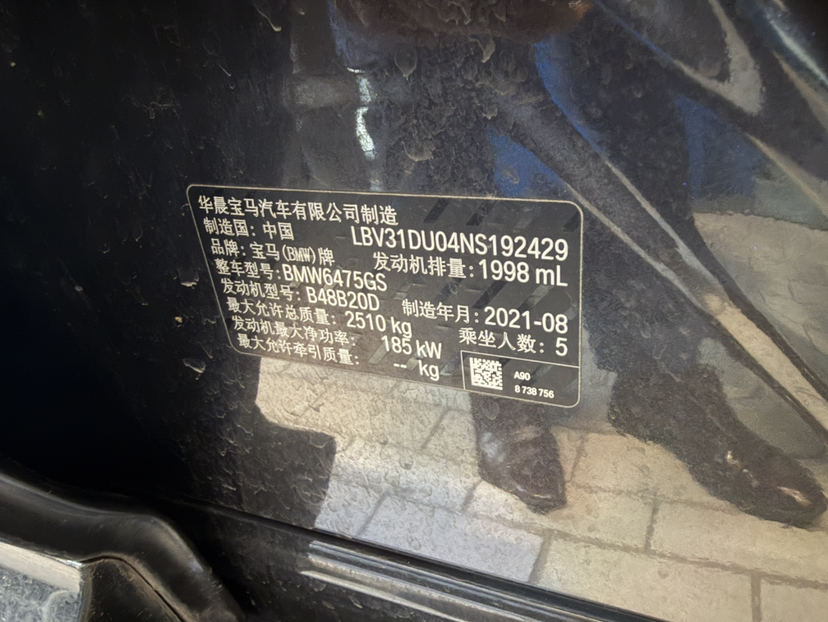 华晨宝马汽车有限公司制造
制造国: 中国 LBV31DU04NS192429
品牌: 宝马(BMW)牌 发动机排量: 1998 mL
整车型号: BMW6475GS
发动机型号: B48B20D 制造年月: 2021-08
最大允许总质量: 2510 kg 乘坐人数: 5
发动机最大净功率: 185 kW
最大允许牵引质量: -- kg
A90
8 738 756